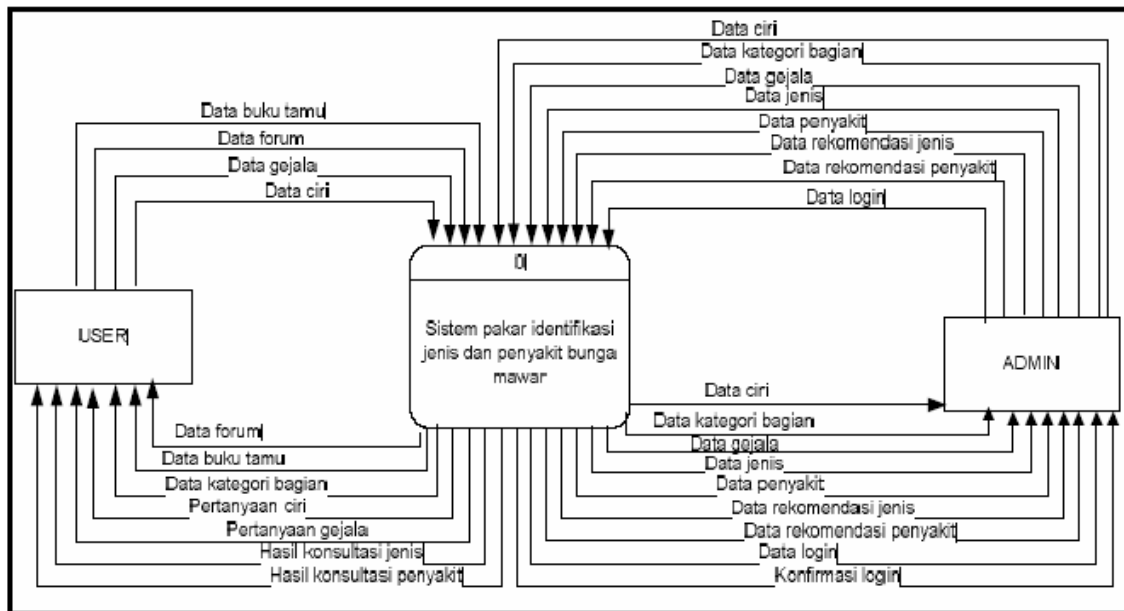 Data ciri
Data kategori bagian
Data gejala
Data jenis
Data penyakit
Data rekomendasi jenis
Data rekomendasi penyakit
Data login
Data buku tamu
Data forum
Data gejala
Data ciri
0
Sistem pakar identifikasi
jenis dan penyakit bunga
mawar
USER
ADMIN
Data forum
Data buku tamu
Data kategori bagian
Pertanyaan ciri
Pertanyaan gejala
Hasil konsultasi jenis
Hasil konsultasi penyakit
Data ciri
Data kategori bagian
Data gejala
Data jenis
Data penyakit
Data rekomendasi jenis
Data rekomendasi penyakit
Data login
Konfirmasi login